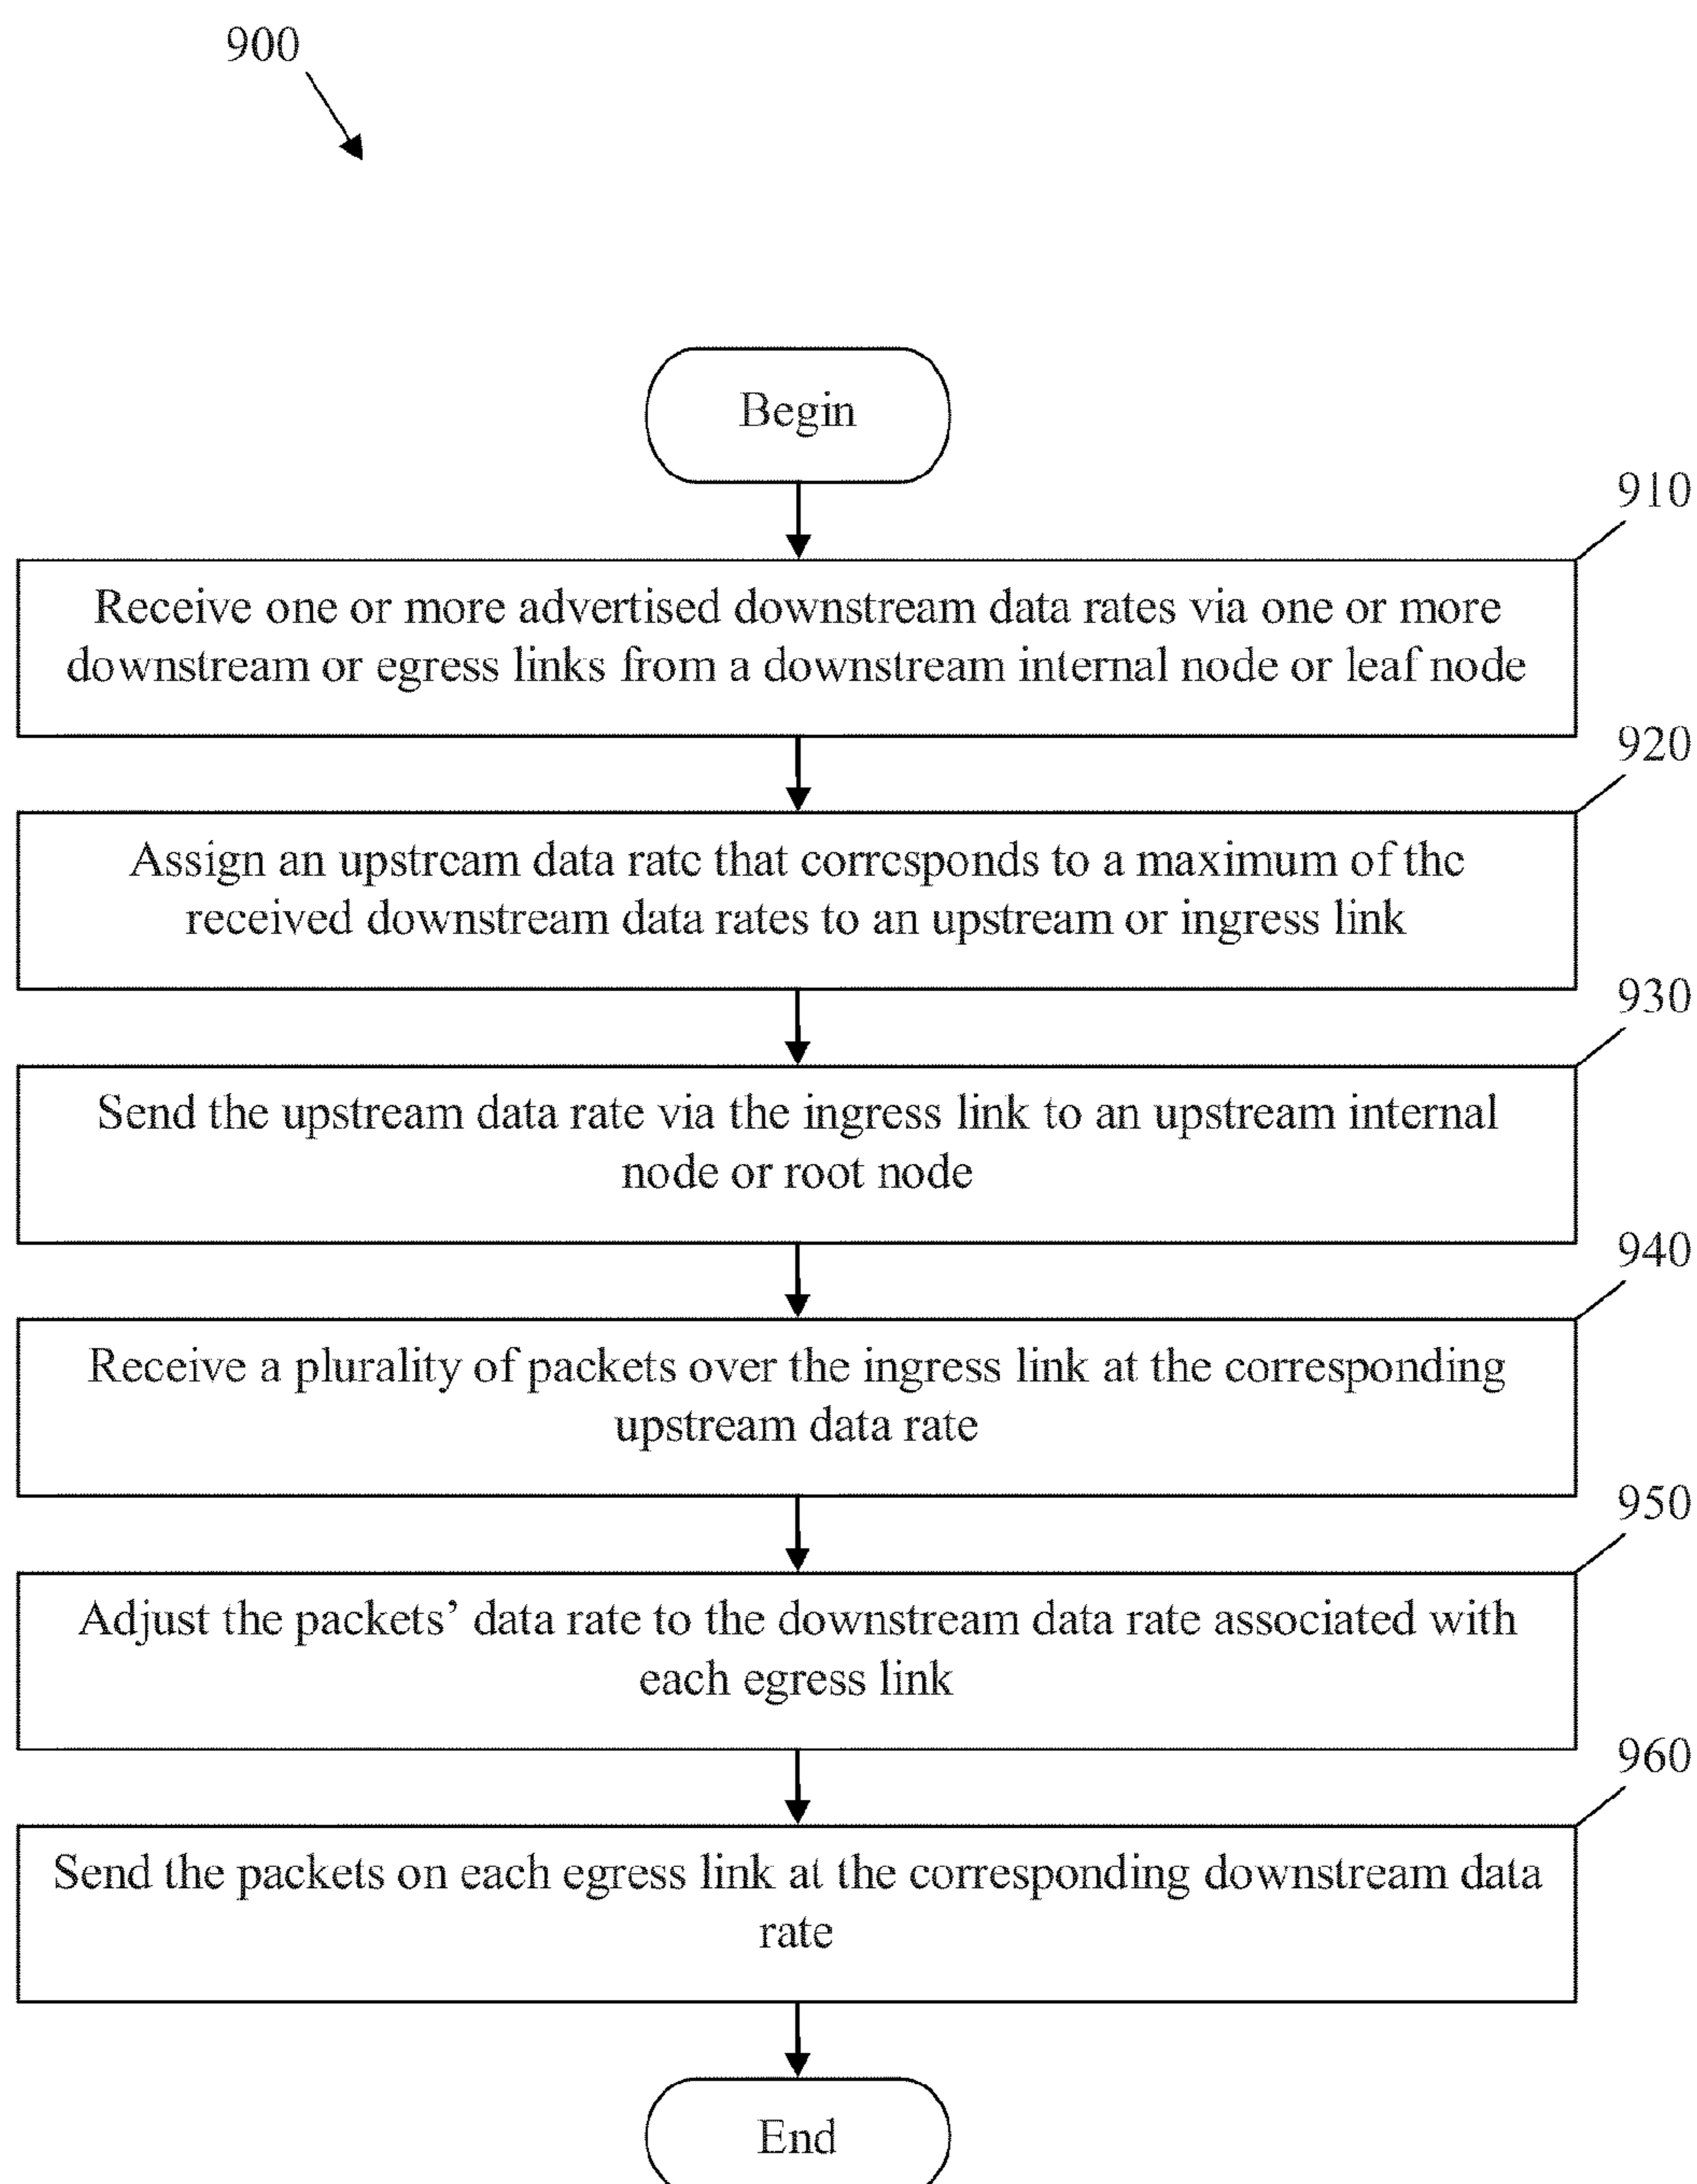 900
Begin
910
Receive one or more advertised downstream data rates via one or more
downstream or egress links from a downstream internal node or leaf node
920
Assign an upstream data rate that corresponds to a maximum of the
received downstream data rates to an upstream or ingress link
930
Send the upstream data rate via the ingress link to an upstream internal
node or root node
940
Receive a plurality of packets over the ingress link at the corresponding
upstream data rate
950
Adjust the packets’ data rate to the downstream data rate associated with
each egress link
960
Send the packets on each egress link at the corresponding downstream data
rate
End